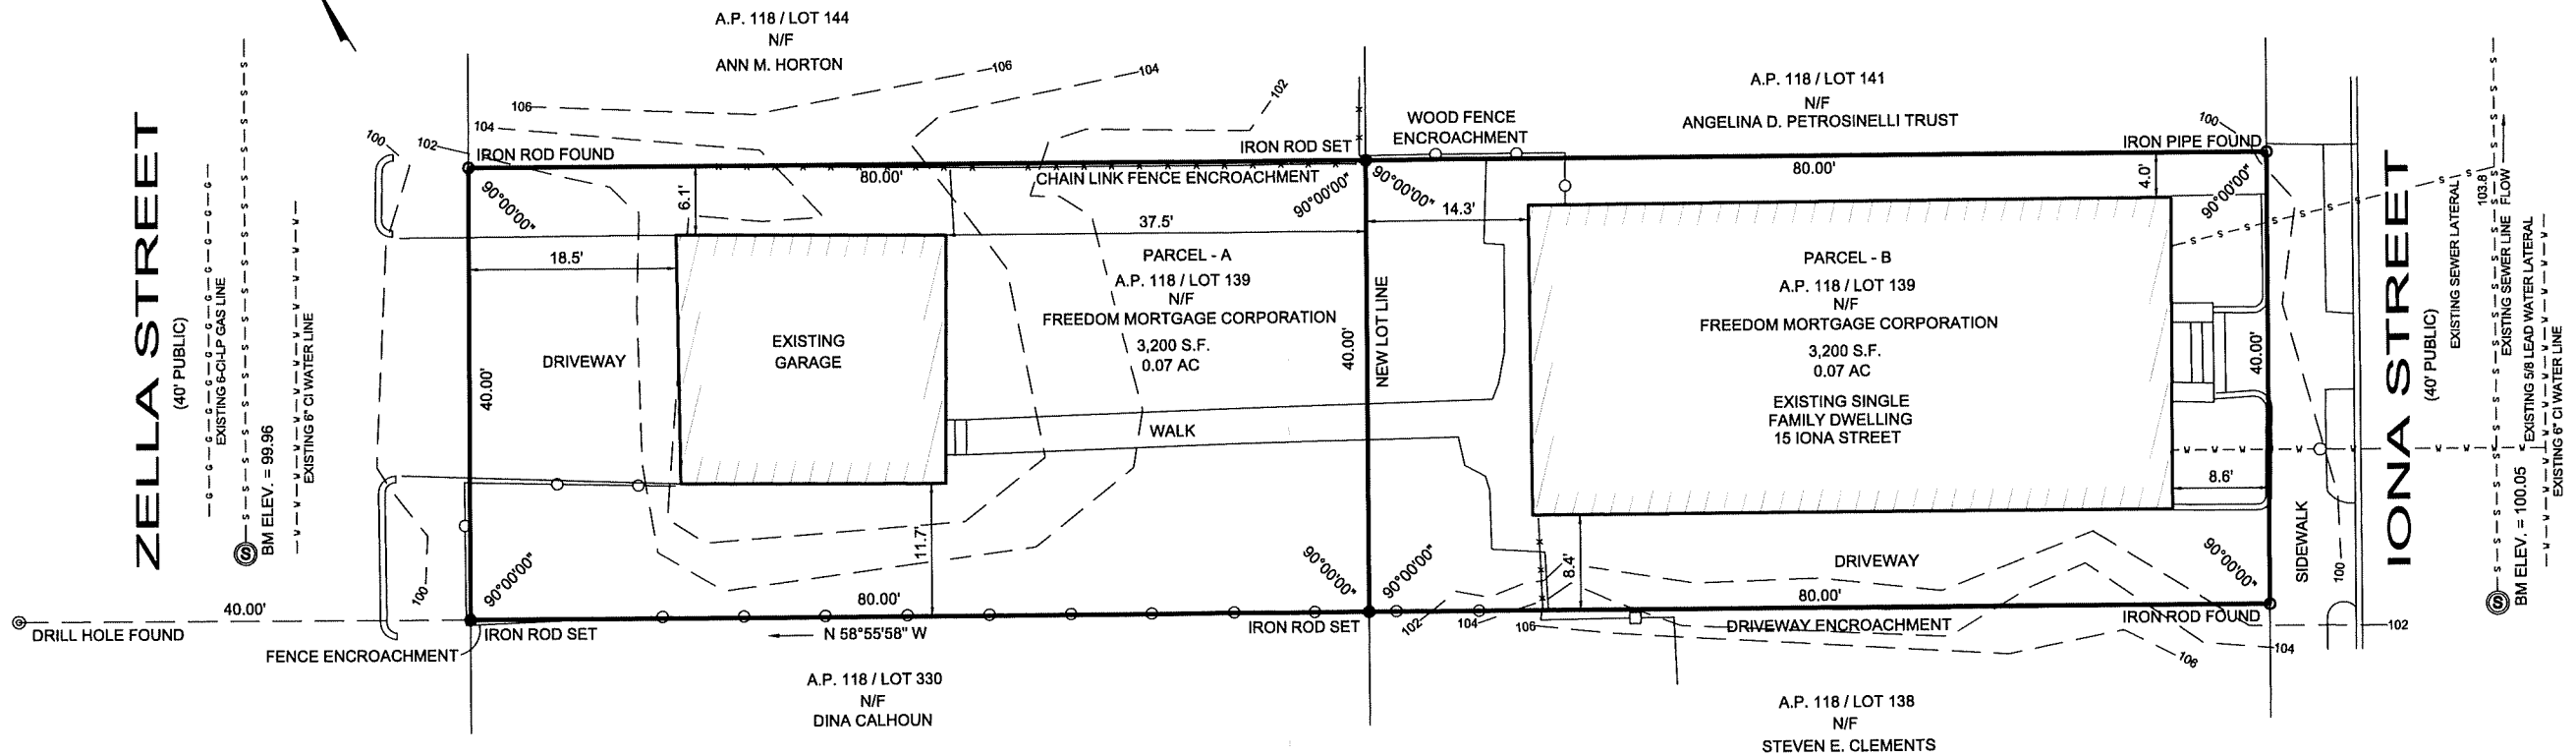 A.P. 118 / LOT 144
N/F
ANN M. HORTON
106
104
102
106
104
102
100
IRON ROD FOUND
IRON ROD SET
WOOD FENCE
ENCROACHMENT
A.P. 118 / LOT 141
N/F
ANGELINA D. PETROSINELLI TRUST
100
IRON PIPE FOUND
80.00'
CHAIN LINK FENCE ENCROACHMENT
80.00'
90°00'00"
90°00'00"
90°00'00"
90°00'00"
6.1'
4.0'
37.5'
14.3'
18.5'
ZELLA STREET
(40' PUBLIC)
EXISTING 6-CI-LP GAS LINE
BM ELEV. = 99.96
EXISTING 6" CI WATER LINE
40.00'
DRIVEWAY
EXISTING
GARAGE
PARCEL - A
A.P. 118 / LOT 139
N/F
FREEDOM MORTGAGE CORPORATION
3,200 S.F.
0.07 AC
40.00'
NEW LOT LINE
WALK
PARCEL - B
A.P. 118 / LOT 139
N/F
FREEDOM MORTGAGE CORPORATION
3,200 S.F.
0.07 AC
EXISTING SINGLE
FAMILY DWELLING
15 IONA STREET
40.00'
8.6'
SIDEWALK
100
IONA STREET
(40' PUBLIC)
EXISTING SEWER LATERAL
103.8'
EXISTING SEWER LINE FLOW
BM ELEV. = 100.05
EXISTING 5/8 LEAD WATER LATERAL
EXISTING 6" CI WATER LINE
11.7'
8.4'
DRIVEWAY
90°00'00"
90°00'00"
90°00'00"
90°00'00"
100
40.00'
80.00'
80.00'
DRILL HOLE FOUND
IRON ROD SET
N 58°55'58" W
IRON ROD SET
102
104
106
DRIVEWAY ENCROACHMENT
IRON ROD FOUND
102
104
106
FENCE ENCROACHMENT
A.P. 118 / LOT 330
N/F
DINA CALHOUN
A.P. 118 / LOT 138
N/F
STEVEN E. CLEMENTS
G G G G G G G
S S S S S S S
W W W W W W W
S
S